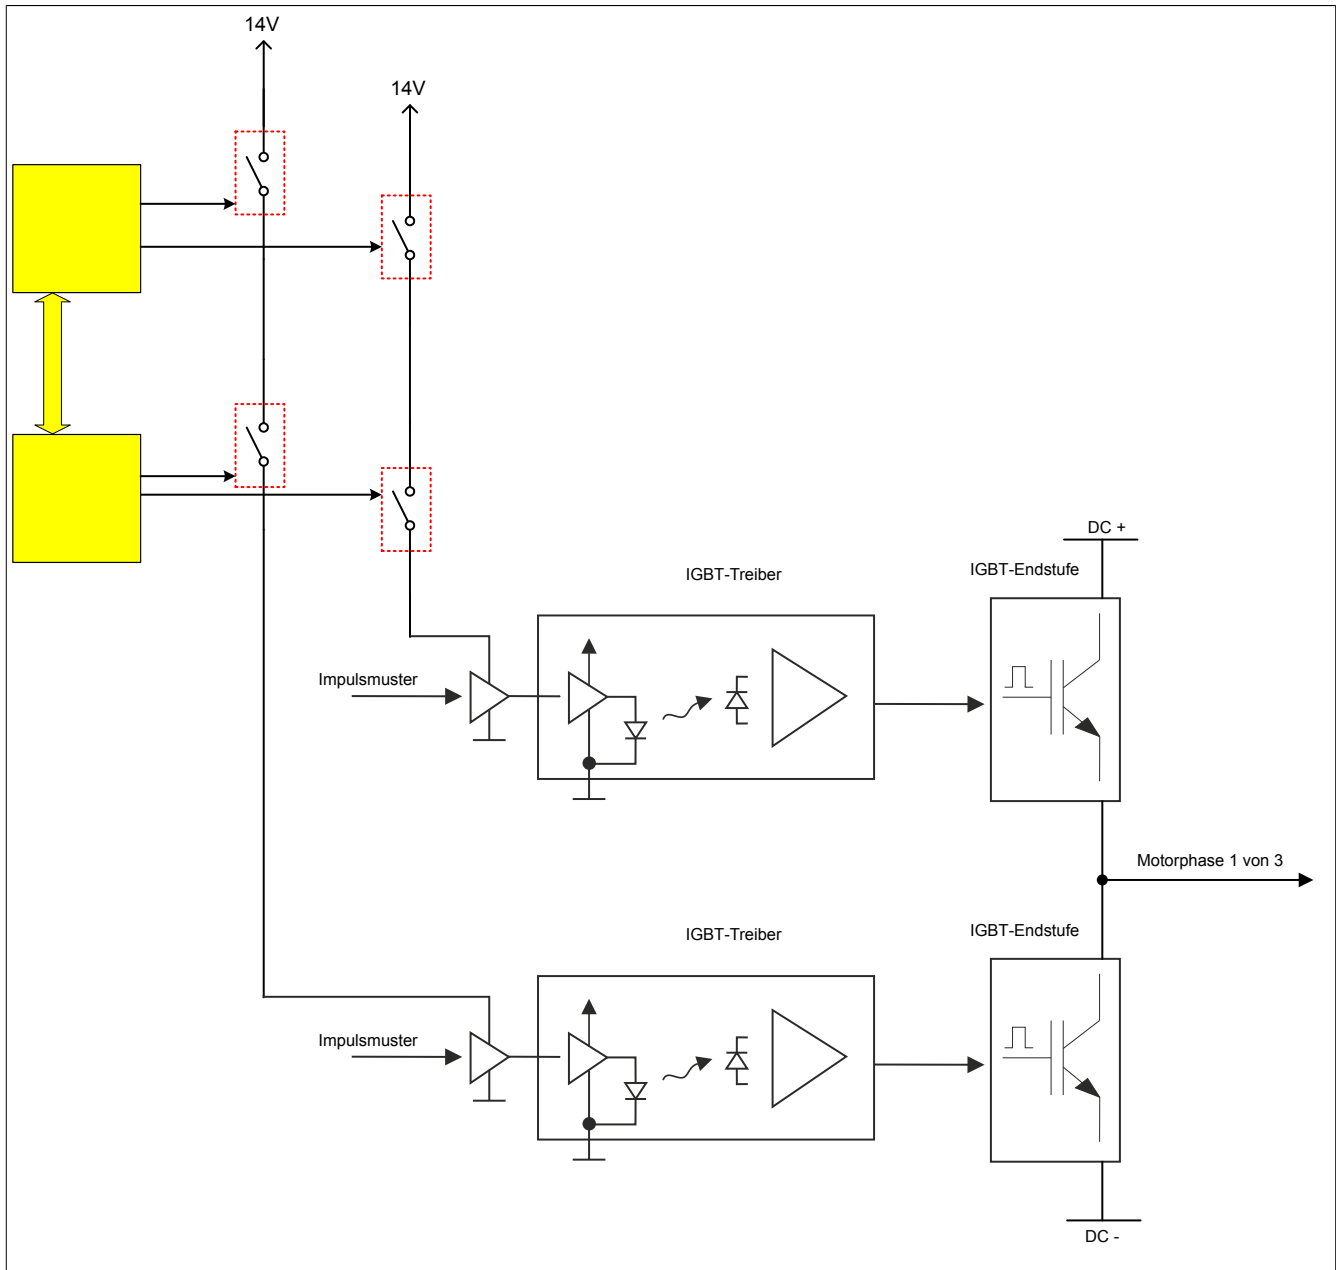 14V
14V
DC +
IGBT-Treiber
IGBT-Endstufe
Impulsmuster
Motorphase 1 von 3
IGBT-Treiber
IGBT-Endstufe
Impulsmuster
DC -